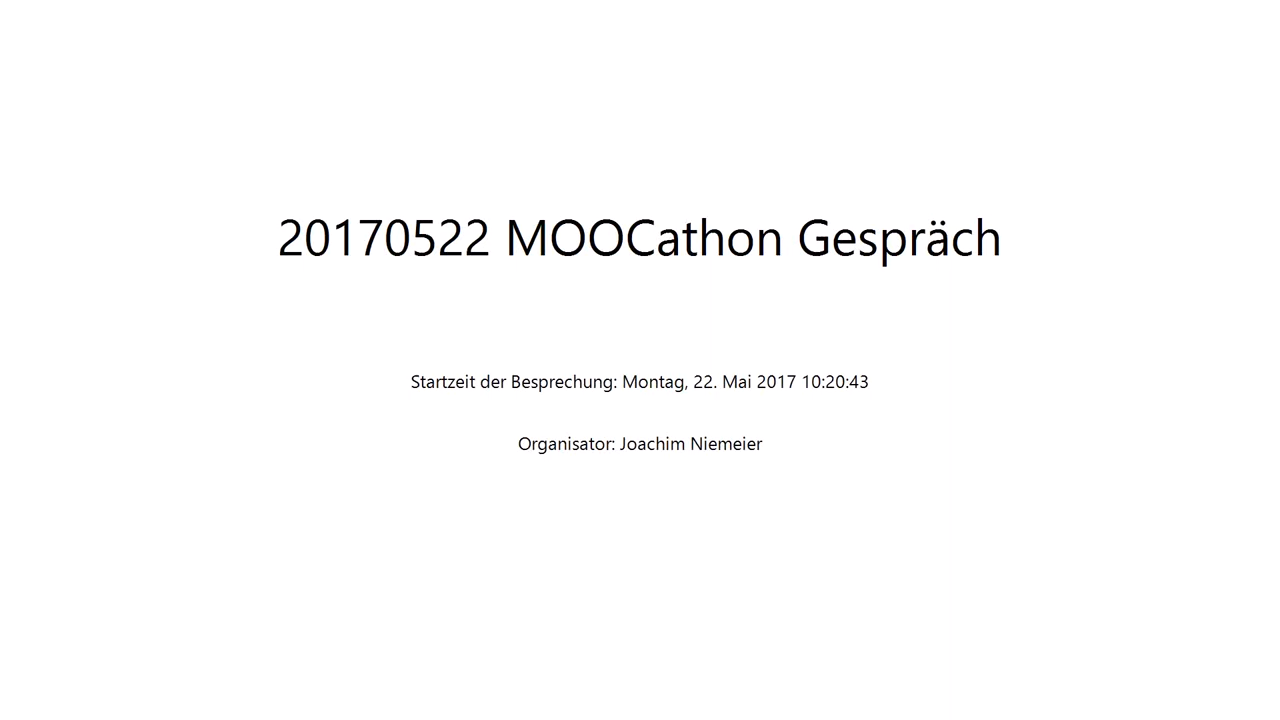 20170522 MOOCathon Gespräch
Startzeit der Besprechung: Montag, 22. Mai 2017 10:20:43
Organisator: Joachim Niemeier